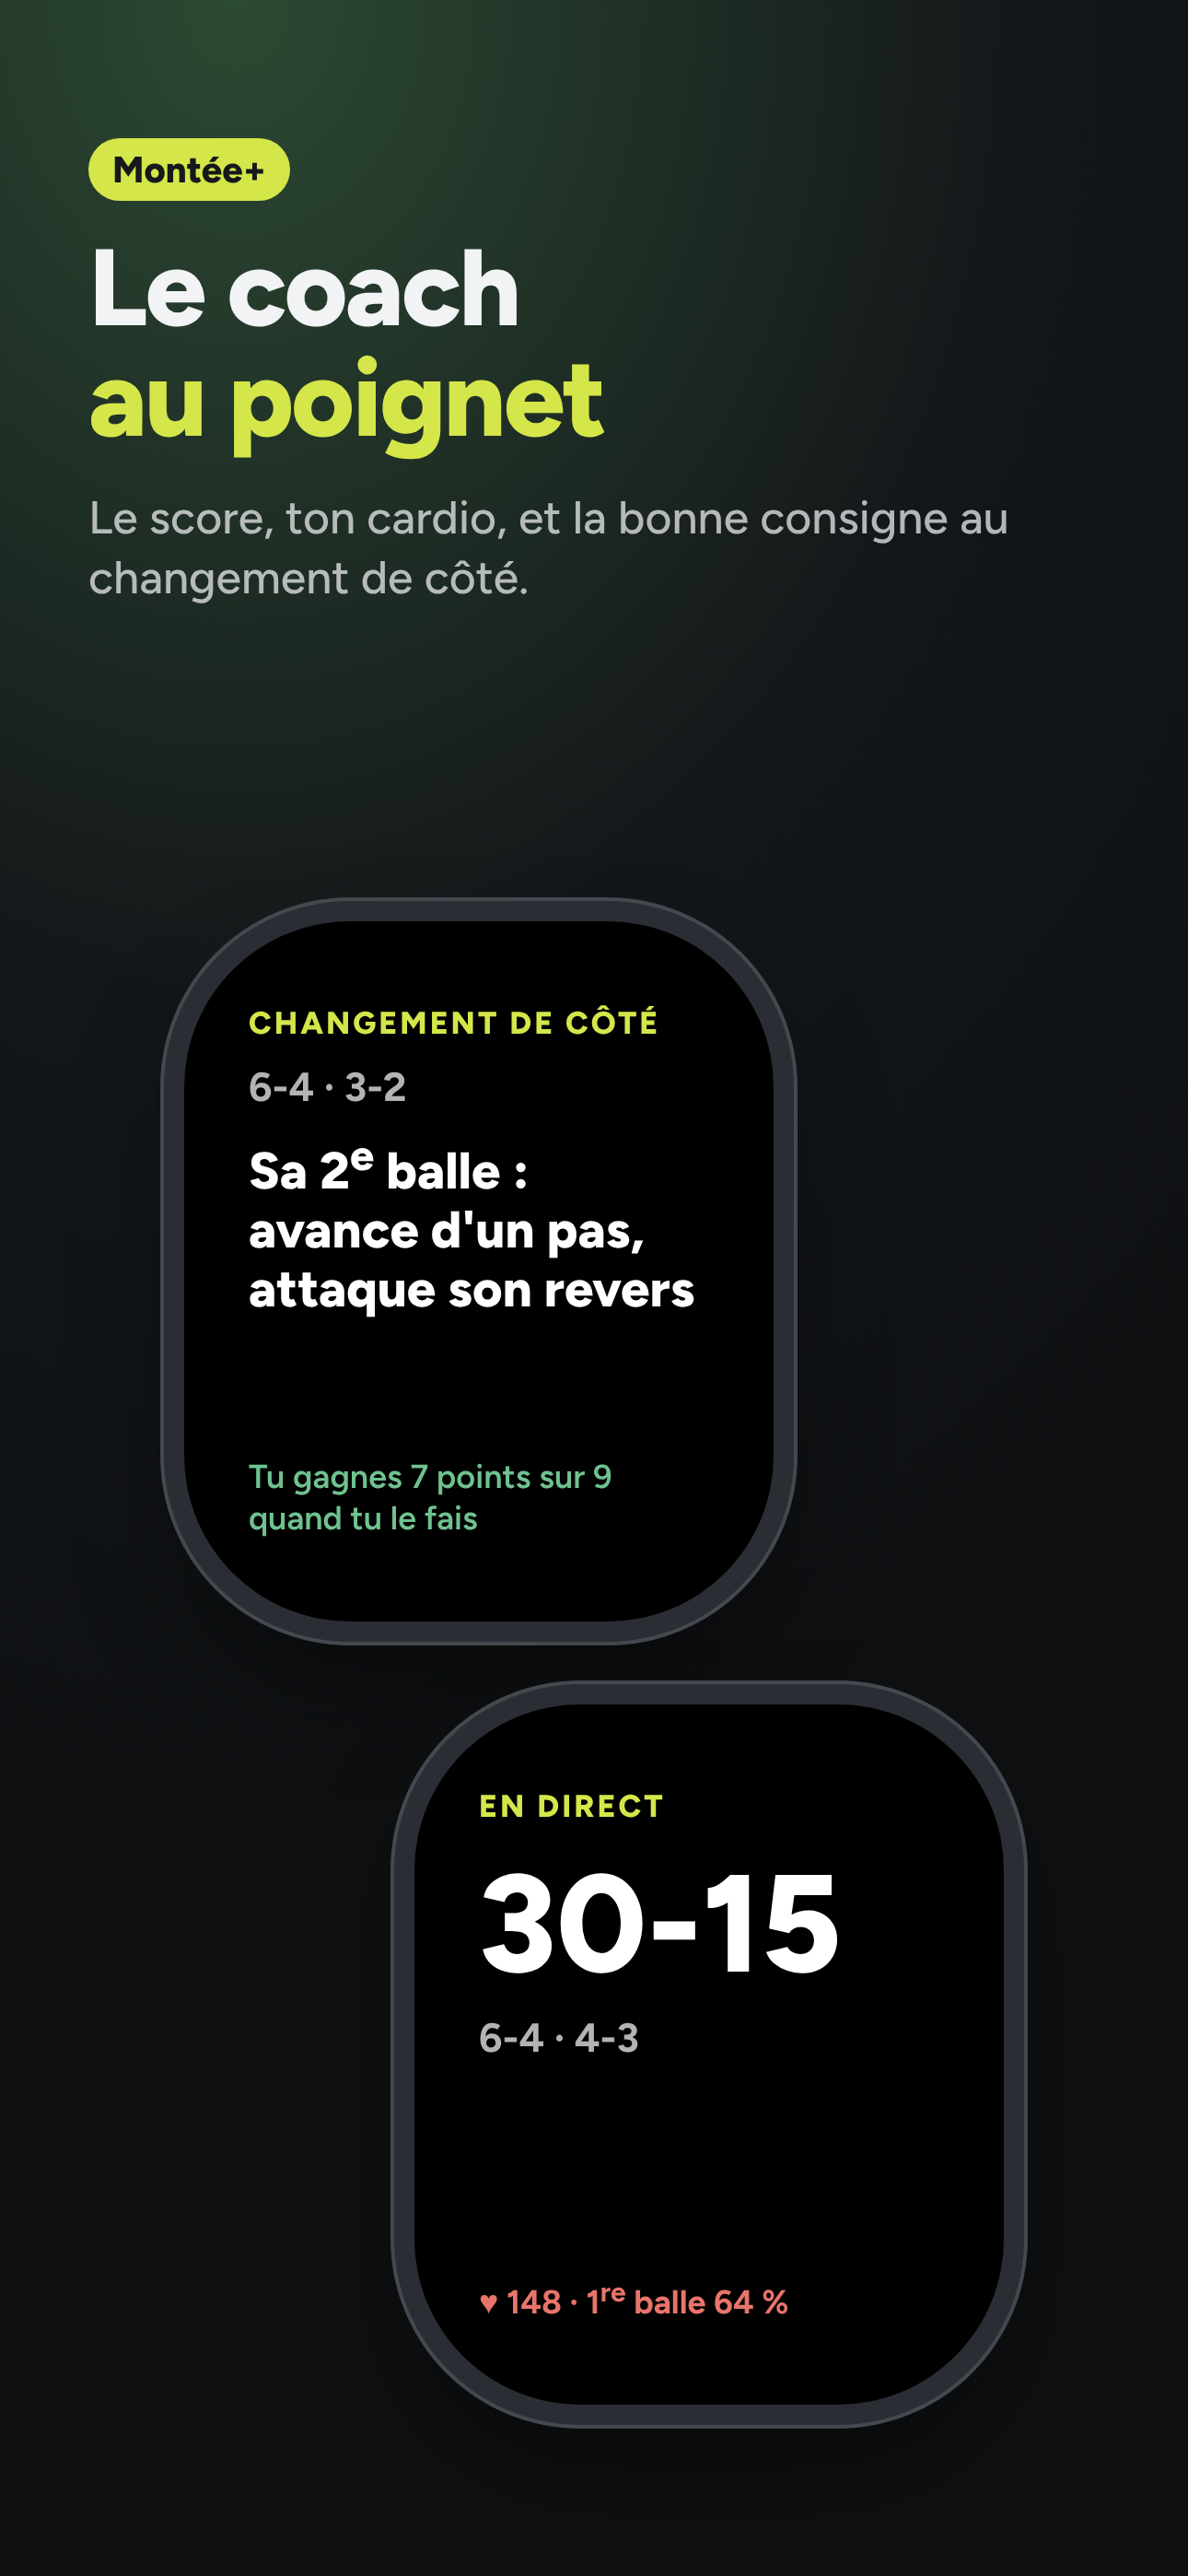 Montée+
Le coach
au poignet
Le score, ton cardio, et la bonne consigne au
changement de côté.
CHANGEMENT DE CÔTÉ
6-4 · 3-2
Sa 2ᵉ balle :
avance d'un pas,
attaque son revers
Tu gagnes 7 points sur 9
quand tu le fais
EN DIRECT
30-15
6-4 · 4-3
♥ 148 · 1ʳᵉ balle 64 %